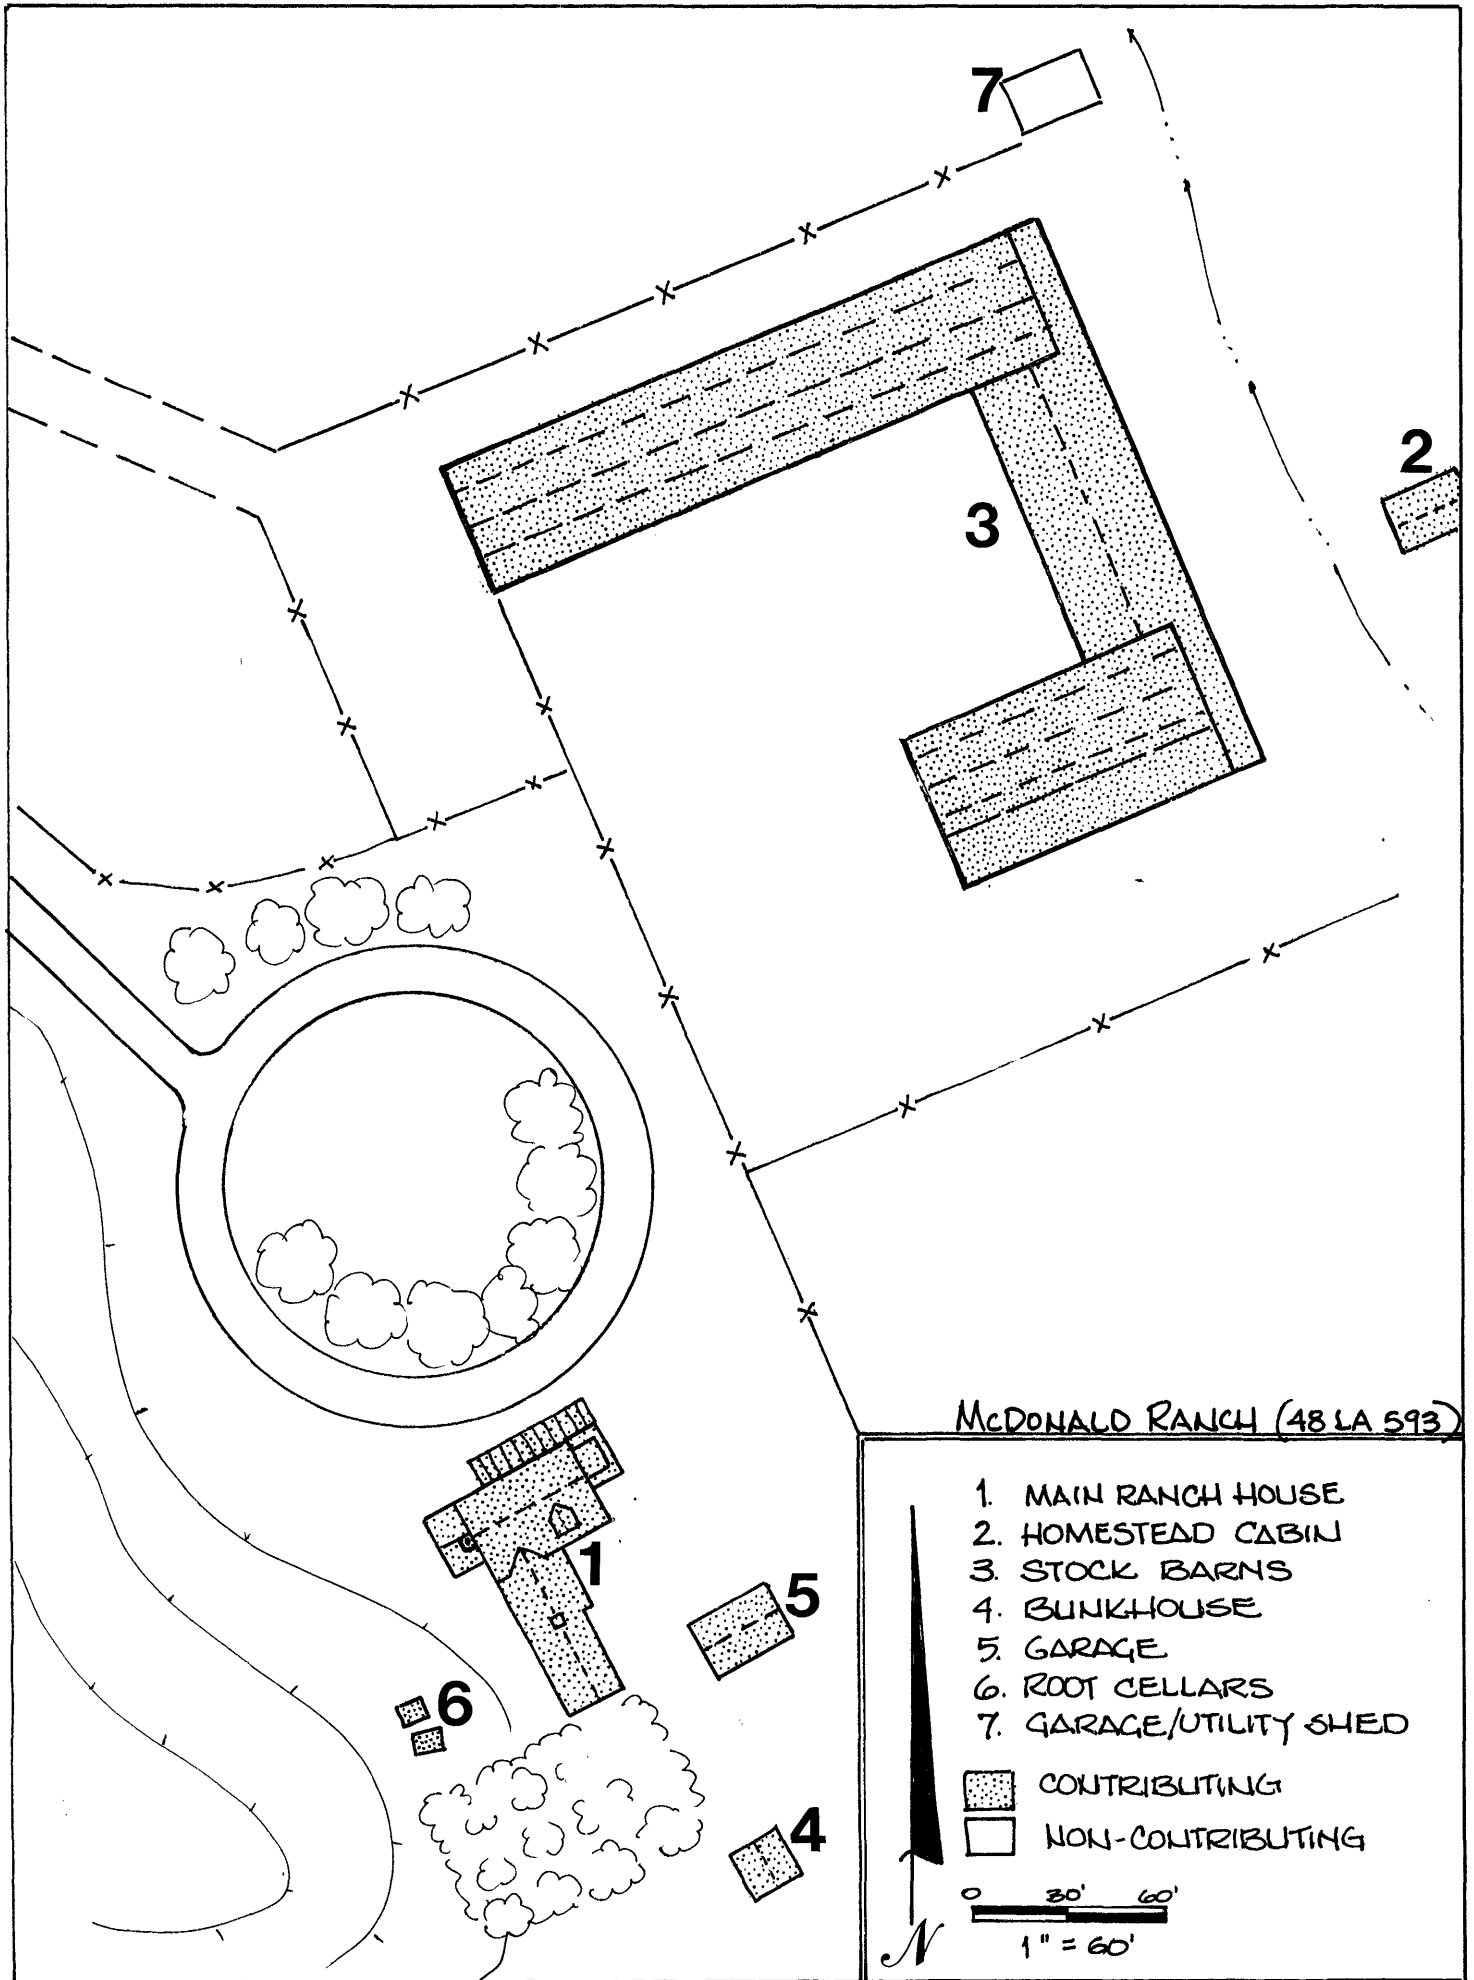 7
2
3
McDONALD RANCH (48 LA 593)
1. MAIN RANCH HOUSE
2. HOMESTEAD CABIN
3. STOCK BARNS
4. BUNKHOUSE
5. GARAGE
6. ROOT CELLARS
7. GARAGE/UTILITY SHED
CONTRIBUTING
NON-CONTRIBUTING
0 30' 60'
1" = 60'
N
1
5
6
4